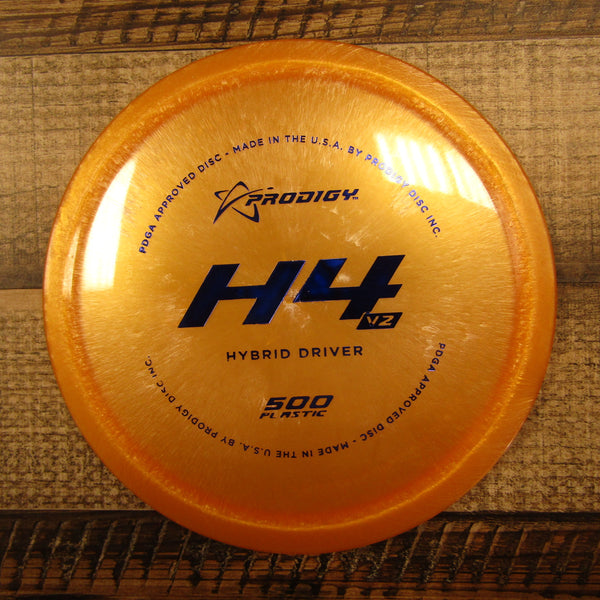 PDGA APPROVED DISC - MADE IN THE U.S.A. BY PRODIGY DISC INC.
PRODIGY™
H4
V2
HYBRID DRIVER
500
PLASTIC
PDGA APPROVED DISC - MADE IN THE U.S.A. BY PRODIGY DISC INC.